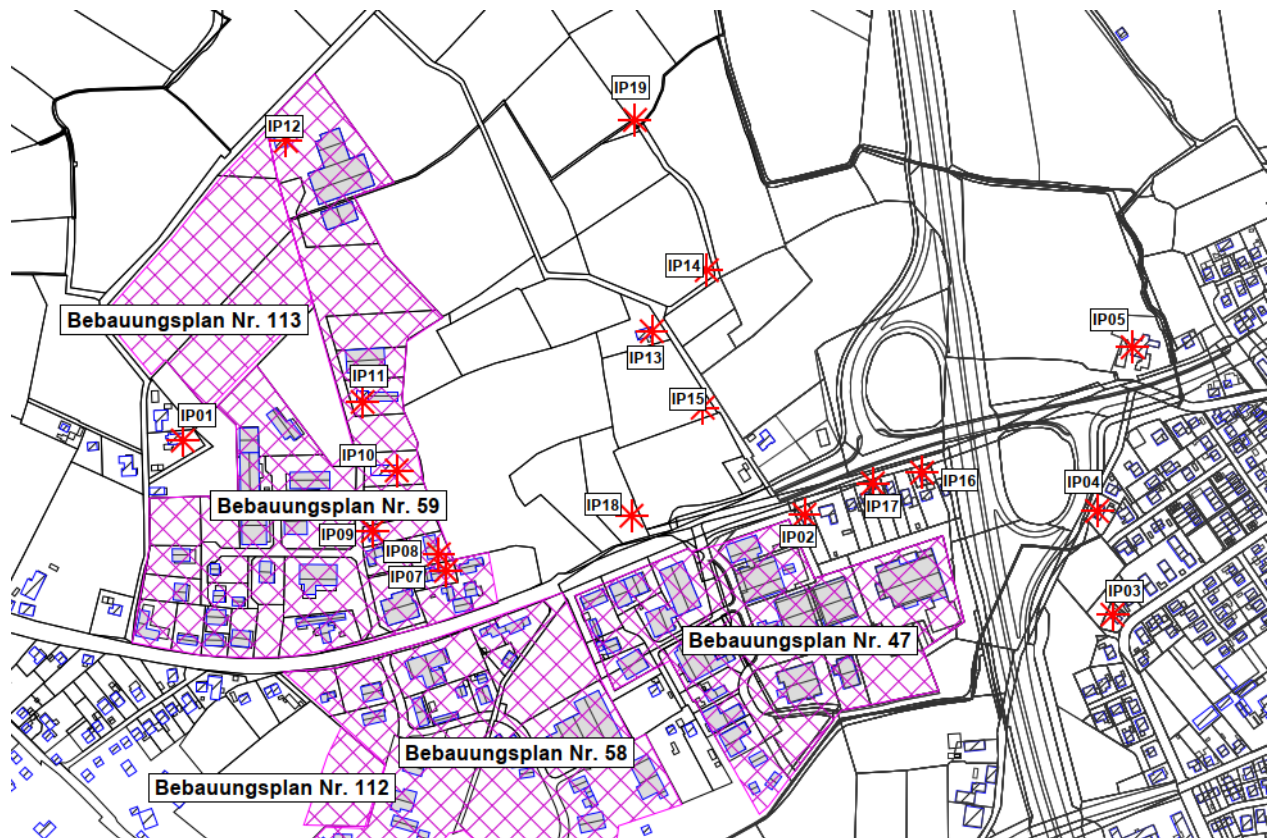 IP19
IP12
IP14
Bebauungsplan Nr. 113
IP05
IP13
IP11
IP15
IP01
IP10
IP16
IP04
Bebauungsplan Nr. 59
IP18
IP17
IP09
IP02
IP08
IP07
IP03
Bebauungsplan Nr. 47
Bebauungsplan Nr. 58
Bebauungsplan Nr. 112